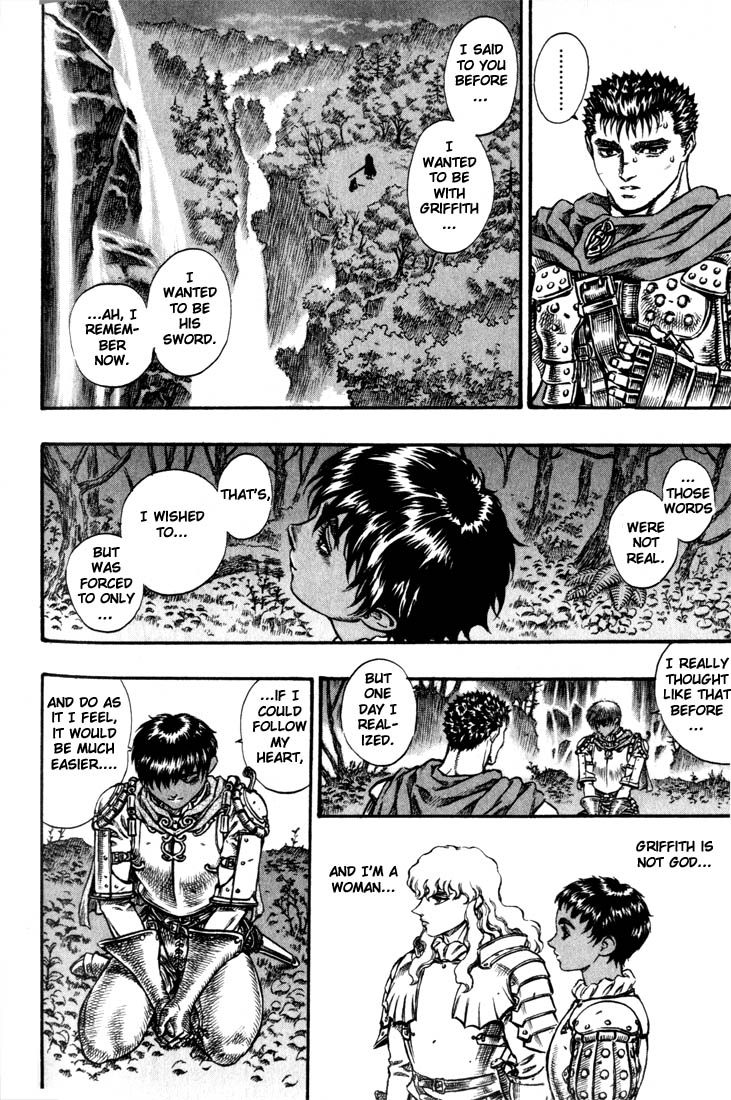 .........
I SAID
TO YOU
BEFORE
...
I
WANTED
TO BE
WITH
GRIFFITH
...
I
WANTED
TO BE
HIS
SWORD.
...AH, I
REMEM-
BER
NOW.
...
THOSE
WORDS
WERE
NOT
REAL.
THAT'S,
I WISHED
TO...
BUT
WAS
FORCED
TO ONLY
...
I REALLY
THOUGHT
LIKE THAT
BEFORE
...
BUT
ONE
DAY I
REAL-
IZED.
GRIFFITH IS
NOT GOD...
AND I'M A
WOMAN...
...IF I
COULD
FOLLOW
MY
HEART,
AND DO AS
IT I FEEL,
IT WOULD
BE MUCH
EASIER....